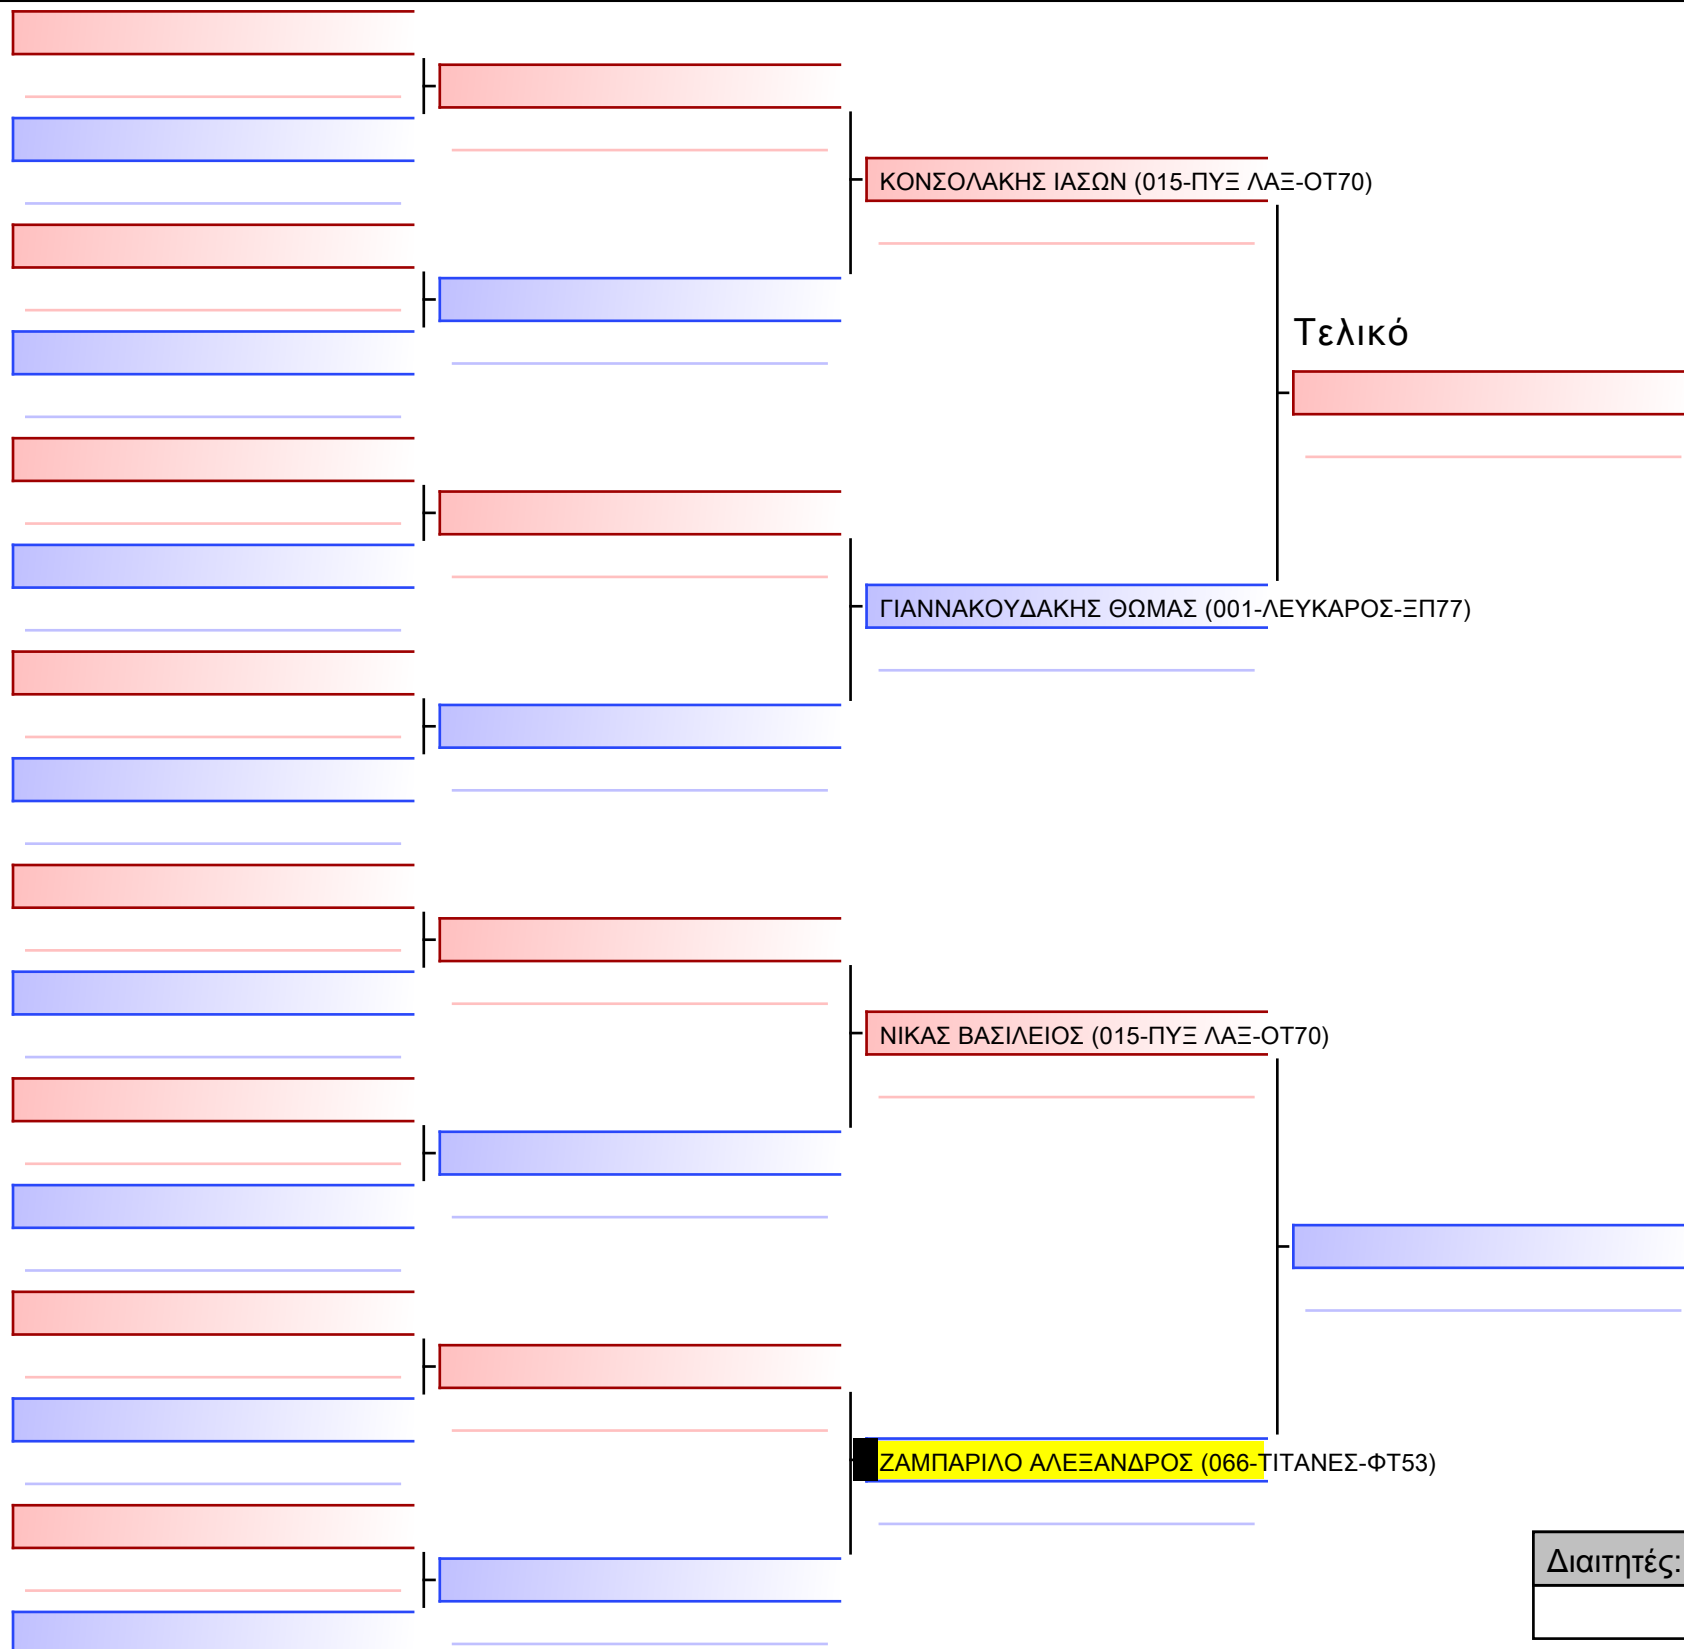 ΚΟΝΣΟΛΑΚΗΣ ΙΑΣΩΝ (015-ΠΥΞ ΛΑΞ-ΟΤ70)
Τελικό
ΓΙΑΝΝΑΚΟΥΔΑΚΗΣ ΘΩΜΑΣ (001-ΛΕΥΚΑΡΟΣ-ΞΠ77)
ΝΙΚΑΣ ΒΑΣΙΛΕΙΟΣ (015-ΠΥΞ ΛΑΞ-ΟΤ70)
ΖΑΜΠΑΡΙΛΟ ΑΛΕΞΑΝΔΡΟΣ (066-ΤΙΤΑΝΕΣ-ΦΤ53)
Διαιτητές: